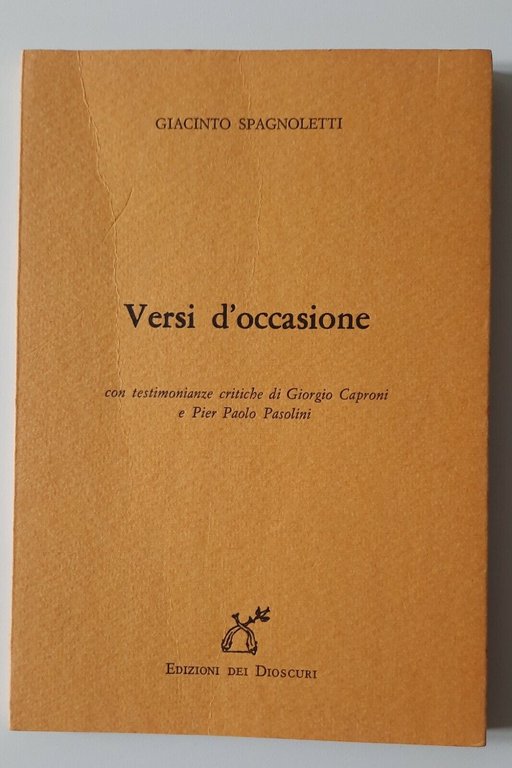 GIACINTO SPAGNOLETTI
Versi d'occasione
con testimonianze critiche di Giorgio Caproni
e Pier Paolo Pasolini
EDIZIONI DEI DIOSCURI